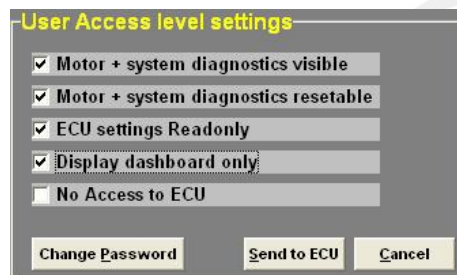 User Access level settings
Motor + system diagnostics visible
Motor + system diagnostics resetable
ECU settings Readonly
Display dashboard only
No Access to ECU
Change Password Send to ECU Cancel